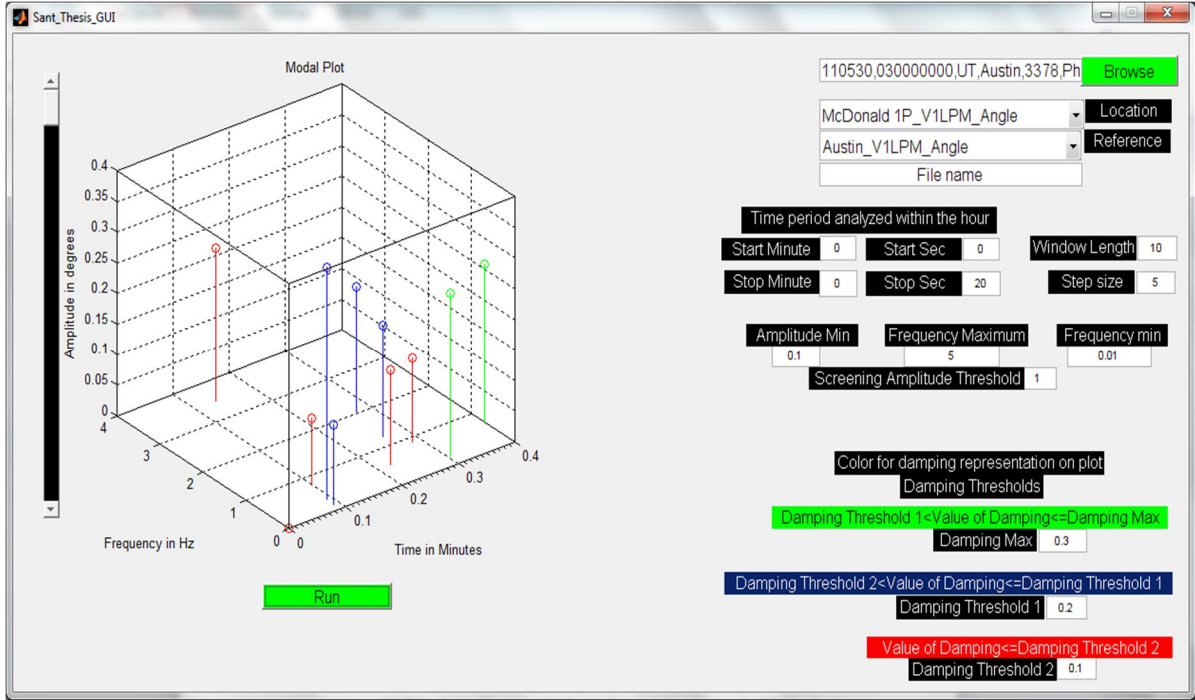 Sant_Thesis_GUI
Modal Plot
0.4
0.35
0.3
0.25
0.2
0.15
0.1
0.05
0
Amplitude in degrees
4
3
2
1
0
Frequency in Hz
0
0.1
0.2
0.3
0.4
Time in Minutes
Run
110530,030000000,UT,Austin,3378,Ph
Browse
McDonald 1P_V1LPM_Angle
Location
Austin_V1LPM_Angle
Reference
File name
Time period analyzed within the hour
Start Minute 0 Start Sec 0 Window Length 10
Stop Minute 0 Stop Sec 20 Step size 5
Amplitude Min Frequency Maximum Frequency min
0.1 5 0.01
Screening Amplitude Threshold 1
Color for damping representation on plot
Damping Thresholds
Damping Threshold 1<Value of Damping<=Damping Max
Damping Max 0.3
Damping Threshold 2<Value of Damping<=Damping Threshold 1
Damping Threshold 1 0.2
Value of Damping<=Damping Threshold 2
Damping Threshold 2 0.1